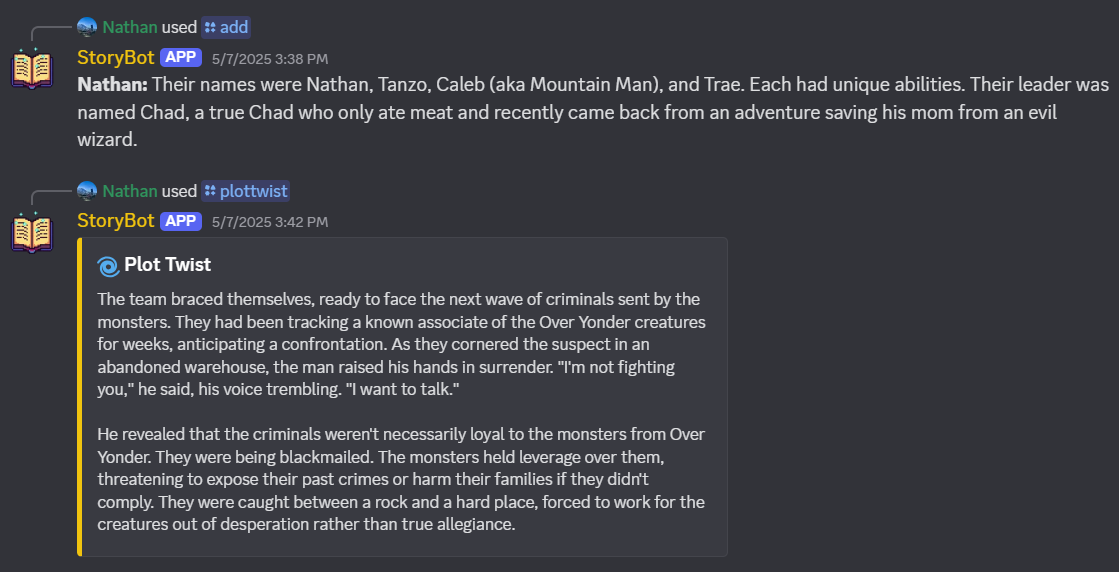 Nathan used add
StoryBot APP 5/7/2025 3:38 PM
Nathan: Their names were Nathan, Tanzo, Caleb (aka Mountain Man), and Trae. Each had unique abilities. Their leader was
named Chad, a true Chad who only ate meat and recently came back from an adventure saving his mom from an evil
wizard.
Nathan used plottwist
StoryBot APP 5/7/2025 3:42 PM
Plot Twist
The team braced themselves, ready to face the next wave of criminals sent by the
monsters. They had been tracking a known associate of the Over Yonder creatures
for weeks, anticipating a confrontation. As they cornered the suspect in an
abandoned warehouse, the man raised his hands in surrender. "I'm not fighting
you," he said, his voice trembling. "I want to talk."
He revealed that the criminals weren't necessarily loyal to the monsters from Over
Yonder. They were being blackmailed. The monsters held leverage over them,
threatening to expose their past crimes or harm their families if they didn't
comply. They were caught between a rock and a hard place, forced to work for the
creatures out of desperation rather than true allegiance.